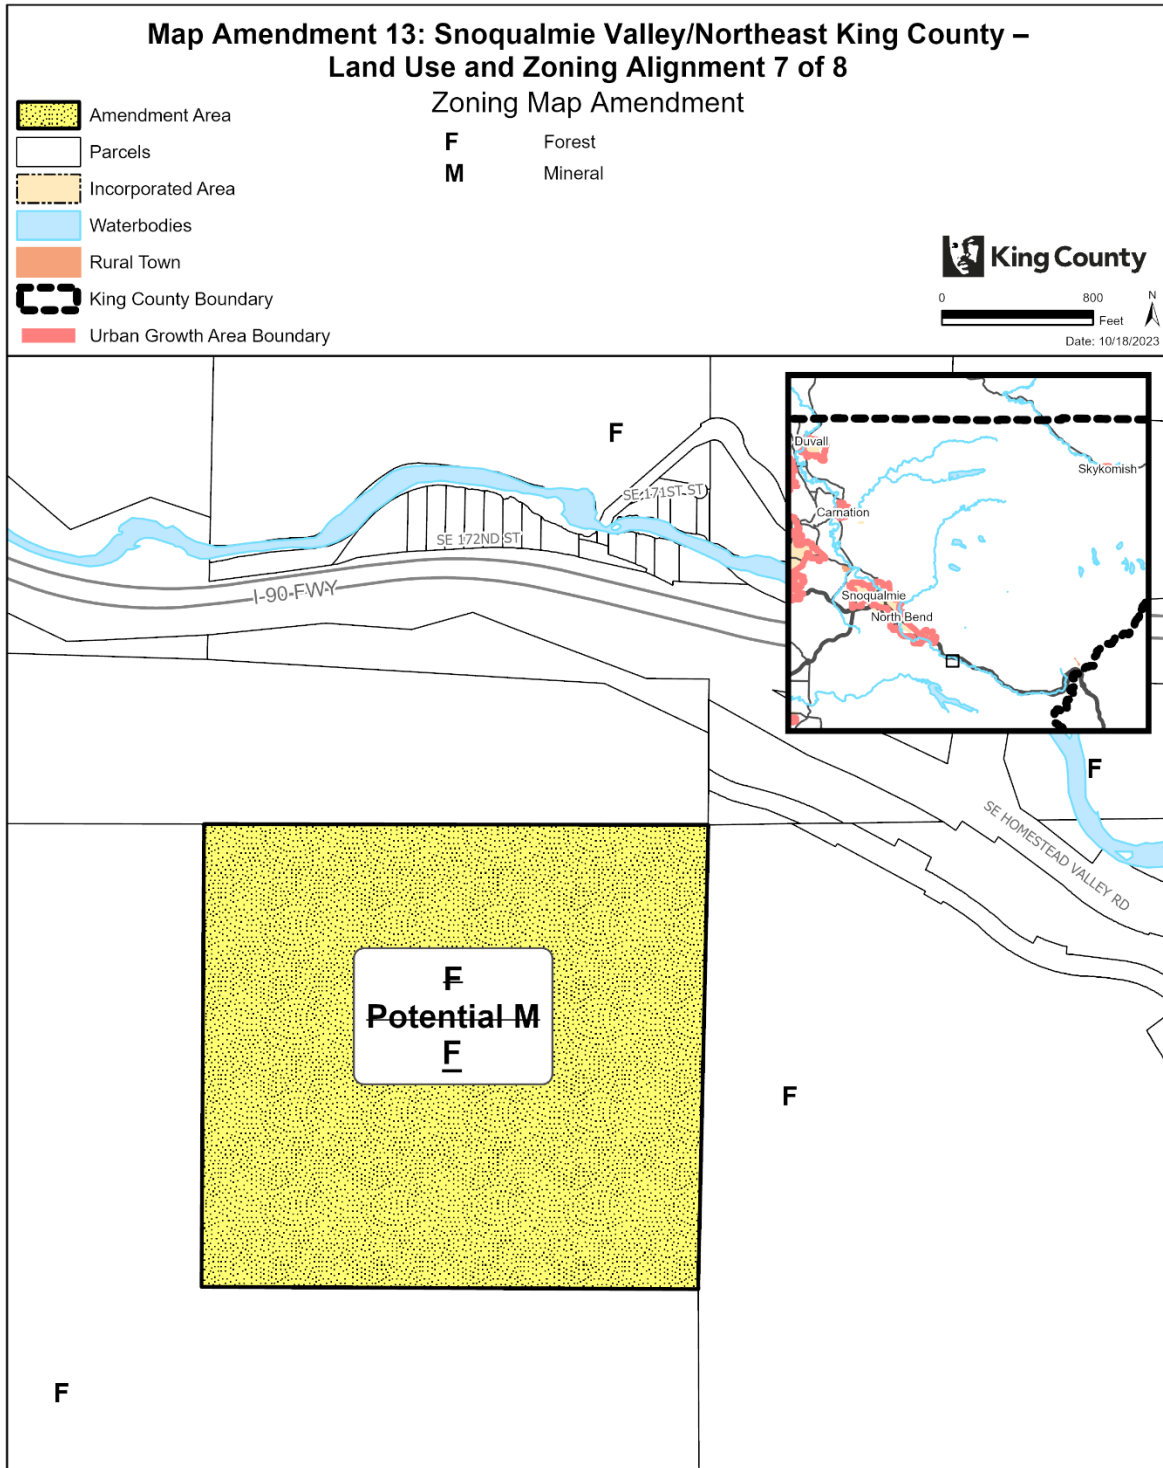 Map Amendment 13: Snoqualmie Valley/Northeast King County –
Land Use and Zoning Alignment 7 of 8
Zoning Map Amendment
Amendment Area
Parcels
Incorporated Area
Waterbodies
Rural Town
King County Boundary
Urban Growth Area Boundary
F Forest
M Mineral
King County
0 800 N
Feet
Date: 10/18/2023
Duvall
Skykomish
Carnation
Snoqualmie
North Bend
F
SE 171ST ST
SE 172ND ST
I-90 FWY
F
SE HOMESTEAD VALLEY RD
F
Potential M
F
F
F